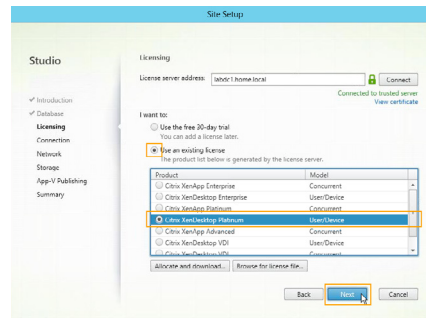 Site Setup
Studio
✓ Introduction
✓ Database
Licensing
Connection
Network
Storage
App-V Publishing
Summary
Licensing
License server address: labdc1.home.local Connect
Connected to trusted server
View certificate
I want to:
Use the free 30-day trial
You can add a license later.
Use an existing license
The product list below is generated by the license server.
Product Model
Citrix XenApp Enterprise Concurrent
Citrix XenDesktop Enterprise User/Device
Citrix XenApp Platinum Concurrent
Citrix XenDesktop Platinum User/Device
Citrix XenApp Advanced Concurrent
Citrix XenDesktop VDI User/Device
Citrix XenDesktop VDI Concurrent
Allocate and download... Browse for license file...
Back Next Cancel